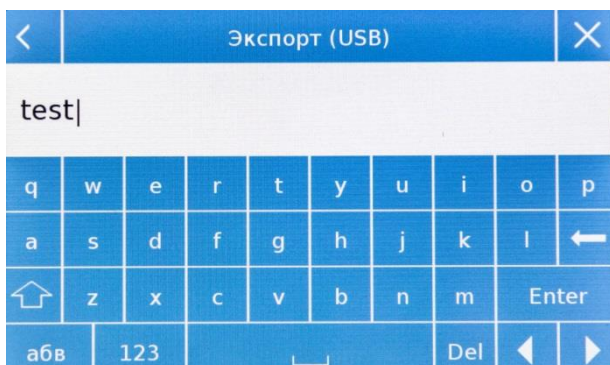 Экспорт (USB)
test
q w e r t y u i o p
a s d f g h j k l
z x c v b n m Enter
абв 123 Del